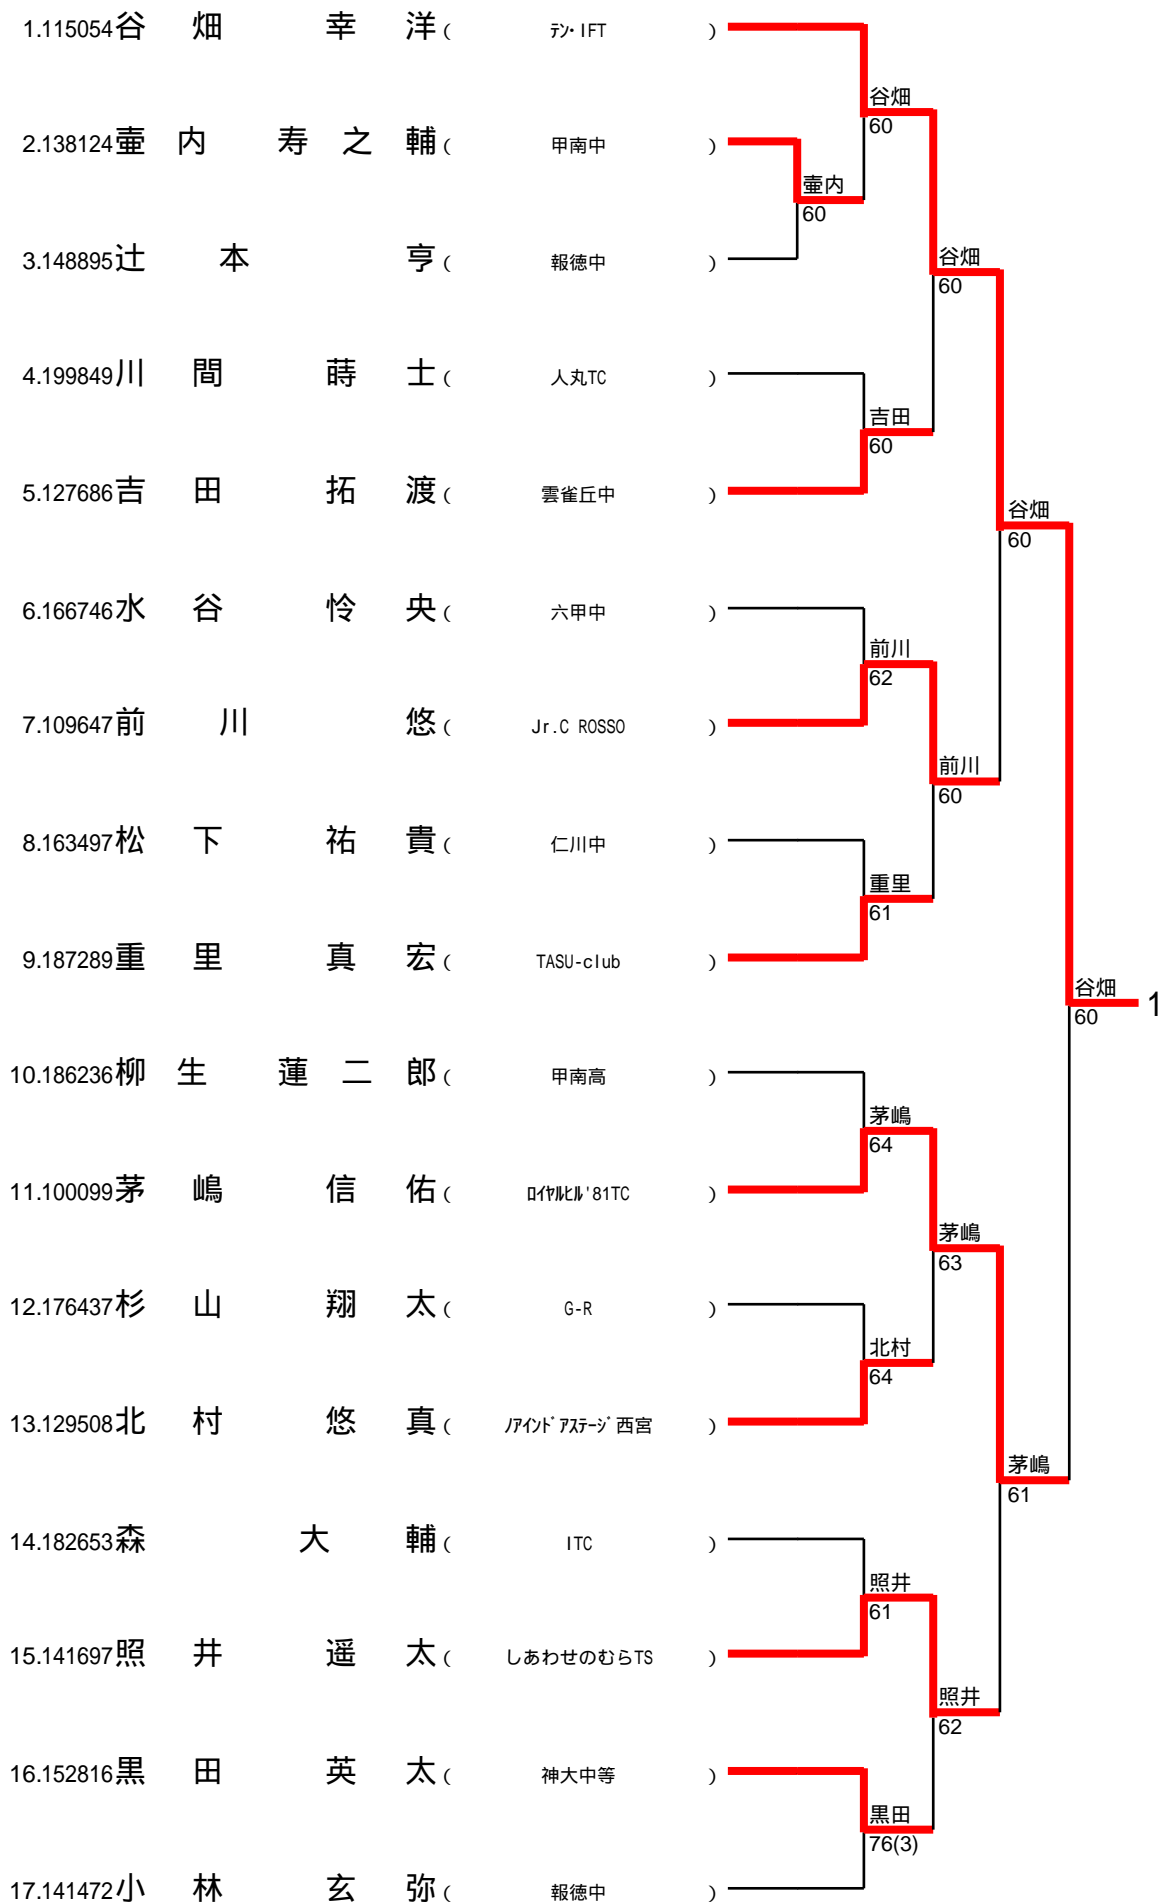 1.115054谷畑 幸洋( テン・IFT )
谷畑
60
2.138124壷内 寿之輔( 甲南中 )
壷内
60
3.148895辻本 亨( 報徳中 )
谷畑
60
4.199849川間 蒔士( 人丸TC )
吉田
60
5.127686吉田 拓渡( 雲雀丘中 )
谷畑
60
6.166746水谷 怜央( 六甲中 )
前川
62
7.109647前川 悠( Jr.C ROSSO )
前川
60
8.163497松下 祐貴( 仁川中 )
重里
61
9.187289重里 真宏( TASU-club )
谷畑
60
1
10.186236柳生 蓮二郎( 甲南高 )
茅嶋
64
11.100099茅嶋 信佑( ロイヤルヒル'81TC )
茅嶋
63
12.176437杉山 翔太( G-R )
北村
64
13.129508北村 悠真( ノアインドアステージ西宮 )
茅嶋
61
14.182653森 大輔( ITC )
照井
61
15.141697照井 遥太( しあわせのむらTS )
照井
62
16.152816黒田 英太( 神大中等 )
黒田
76(3)
17.141472小林 玄弥( 報徳中 )